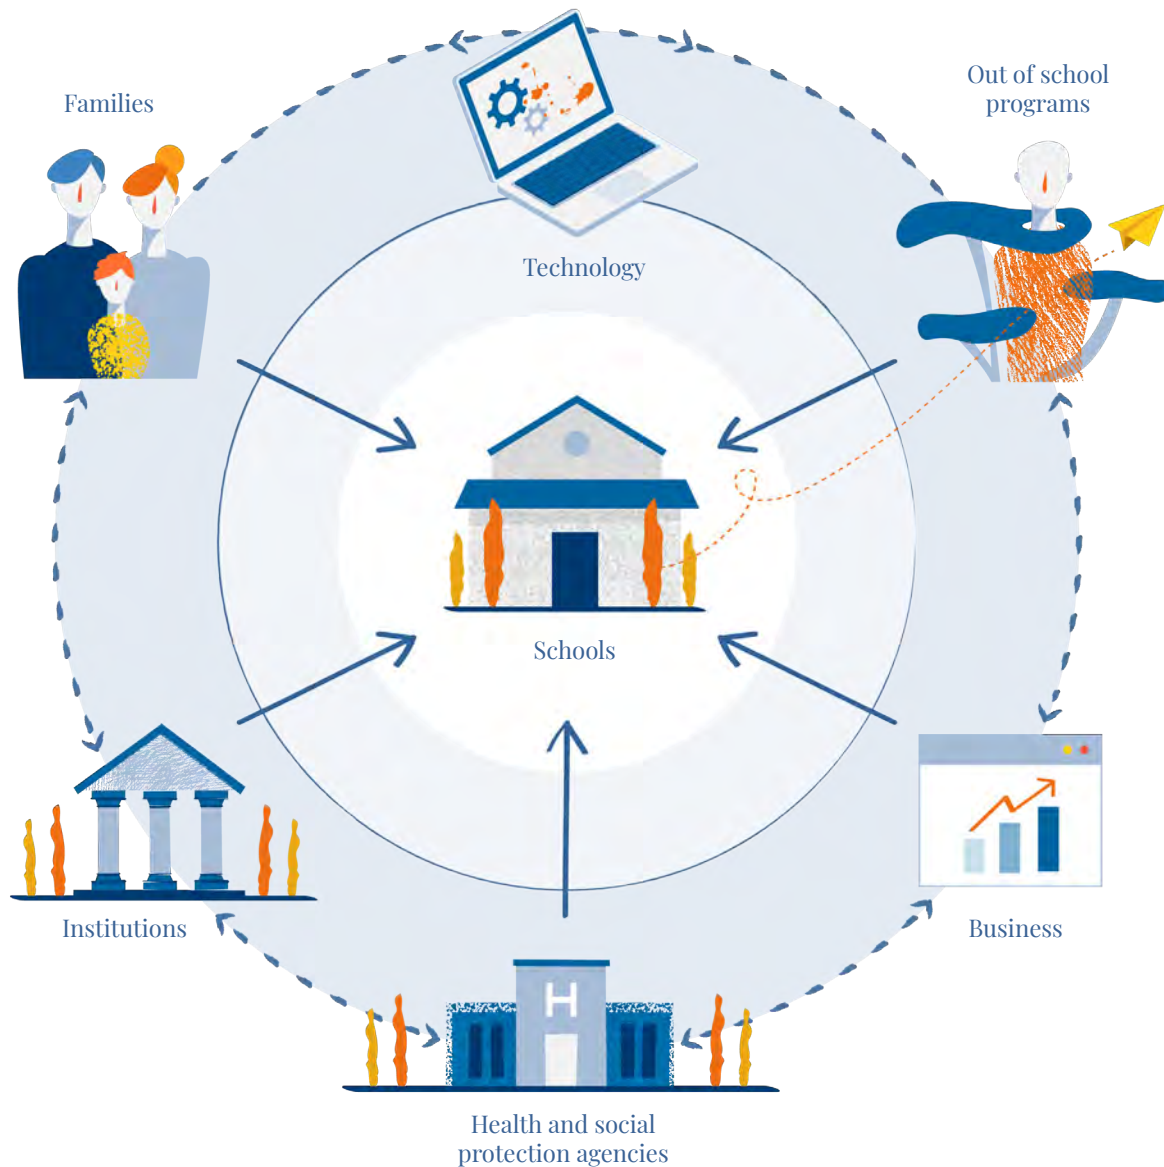 Families
Out of school
programs
Technology
Schools
Institutions
Business
H
Health and social
protection agencies